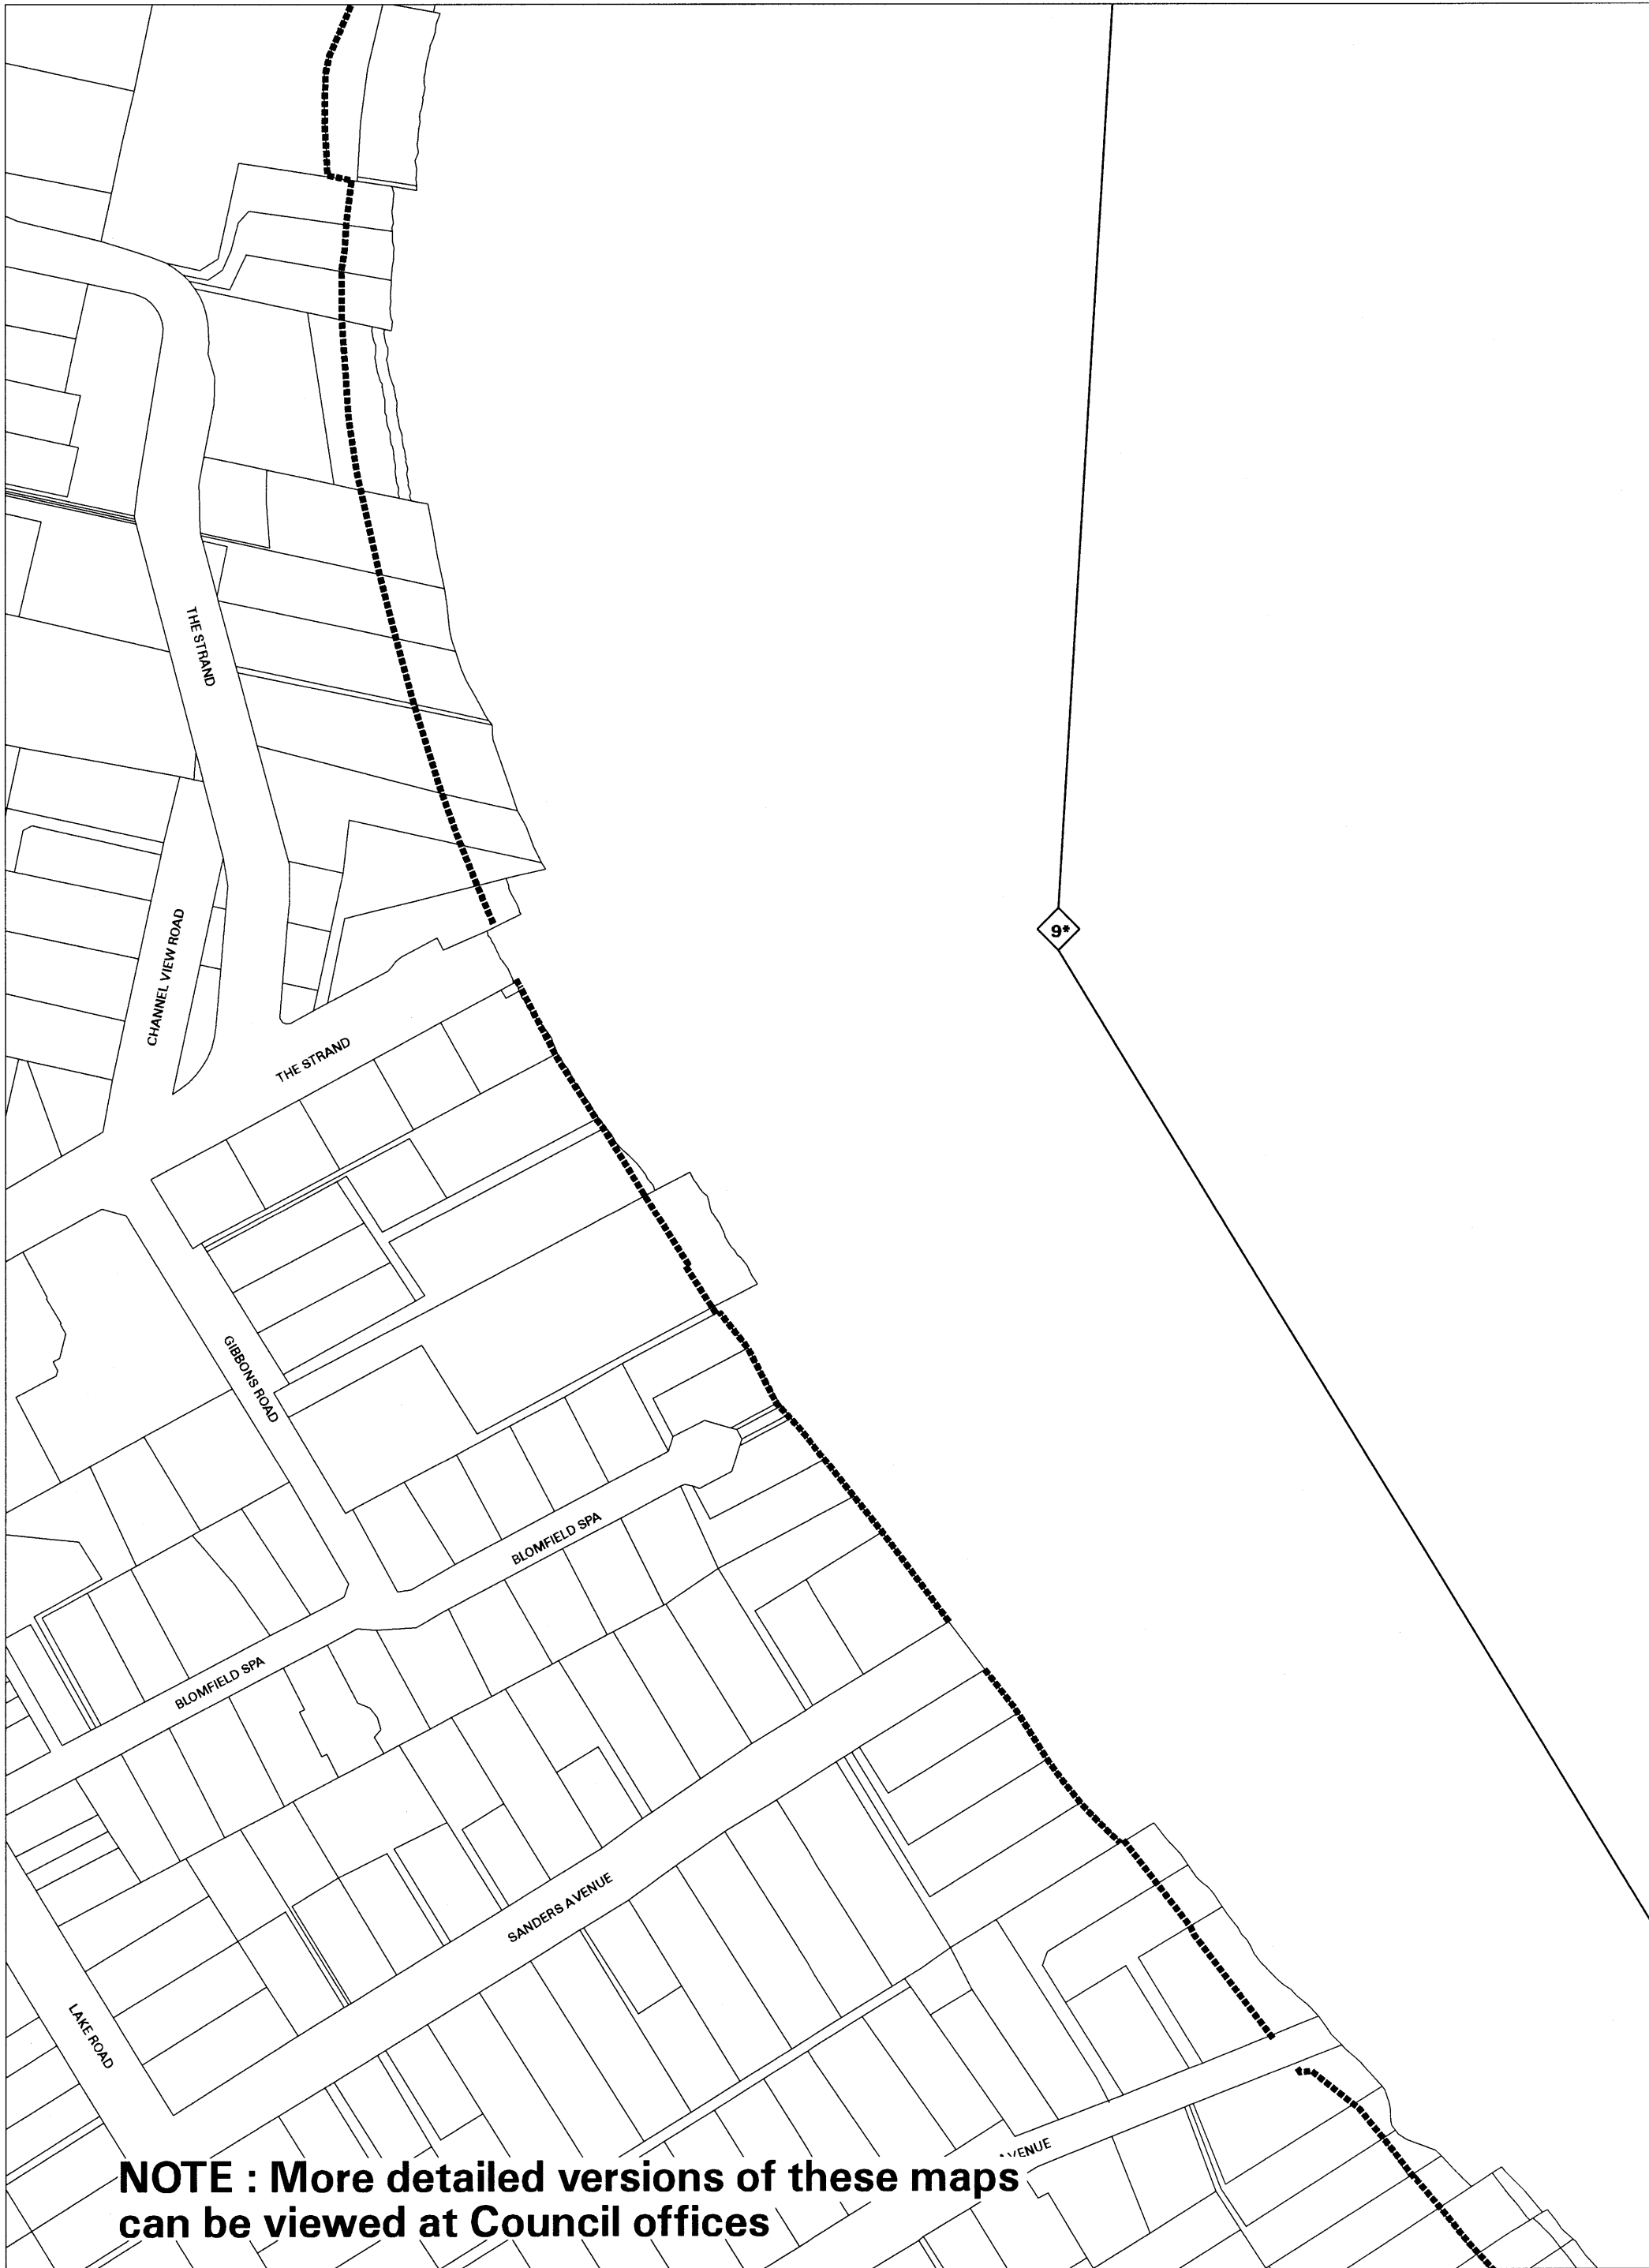 THE STRAND
9*
CHANNEL VIEW ROAD
THE STRAND
GIBBONS ROAD
BLOMFIELD SPA
BLOMFIELD SPA
SANDERS AVENUE
LAKE ROAD
AVENUE
NOTE : More detailed versions of these maps
can be viewed at Council offices